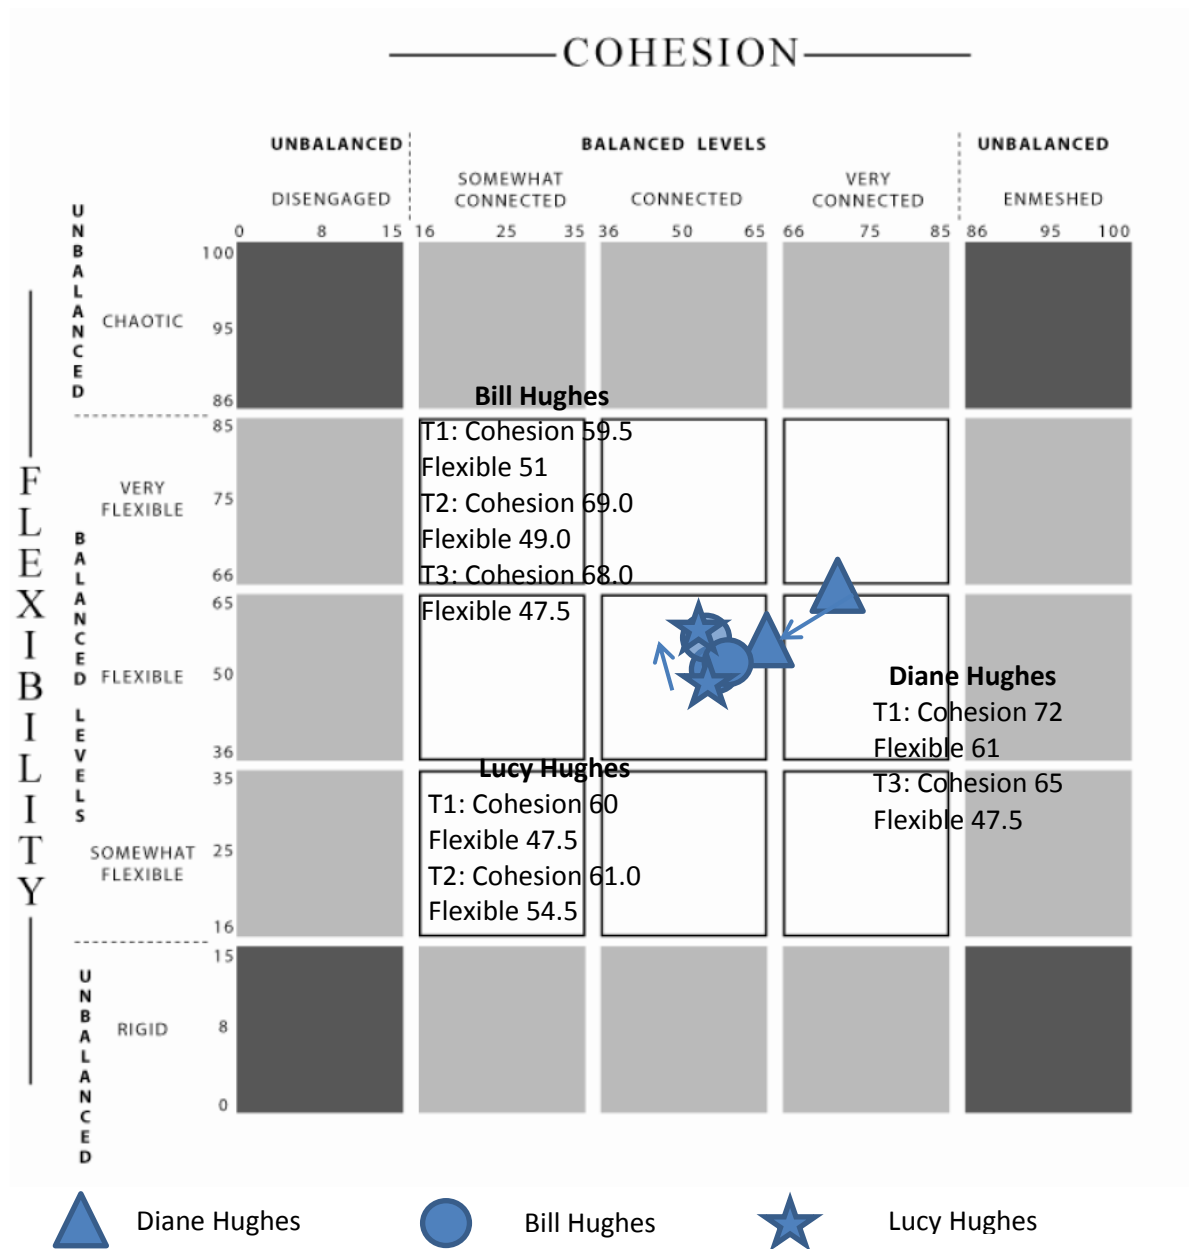 COHESION
UNBALANCED
BALANCED LEVELS
UNBALANCED
DISENGAGED
SOMEWHAT
CONNECTED
CONNECTED
VERY
CONNECTED
ENMESHED
0 8 15 16 25 35 36 50 65 66 75 85 86 95 100
FLEXIBILITY
UNBALANCED
BALANCED LEVELS
UNBALANCED
CHAOTIC
100
95
86
VERY
FLEXIBLE
85
75
66
FLEXIBLE
65
50
36
SOMEWHAT
FLEXIBLE
35
25
16
RIGID
15
8
0
Bill Hughes
T1: Cohesion 59.5
Flexible 51
T2: Cohesion 69.0
Flexible 49.0
T3: Cohesion 68.0
Flexible 47.5
Diane Hughes
T1: Cohesion 72
Flexible 61
T3: Cohesion 65
Flexible 47.5
Lucy Hughes
T1: Cohesion 60
Flexible 47.5
T2: Cohesion 61.0
Flexible 54.5
Diane Hughes
Bill Hughes
Lucy Hughes